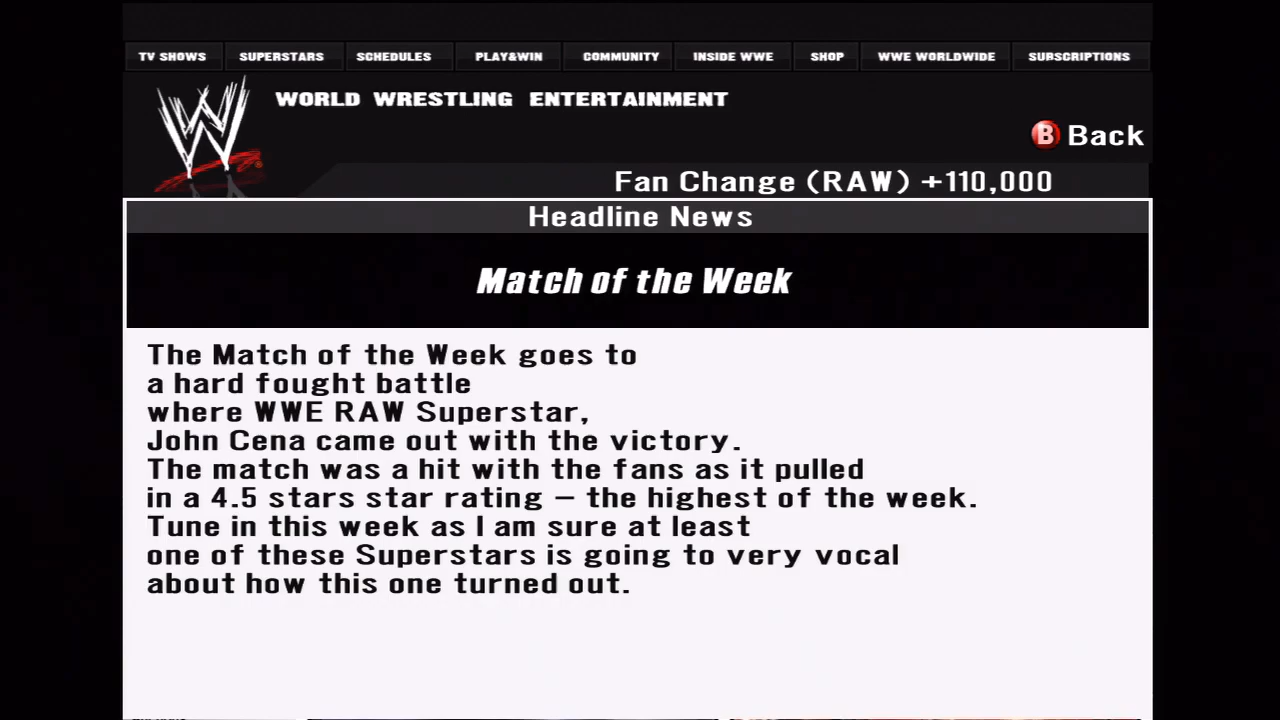 TV SHOWS SUPERSTARS SCHEDULES PLAY&WIN COMMUNITY INSIDE WWE SHOP WWE WORLDWIDE SUBSCRIPTIONS
WORLD WRESTLING ENTERTAINMENT
B Back
Fan Change (RAW) +110,000
Headline News
Match of the Week
The Match of the Week goes to
a hard fought battle
where WWE RAW Superstar,
John Cena came out with the victory.
The match was a hit with the fans as it pulled
in a 4.5 stars star rating – the highest of the week.
Tune in this week as I am sure at least
one of these Superstars is going to very vocal
about how this one turned out.